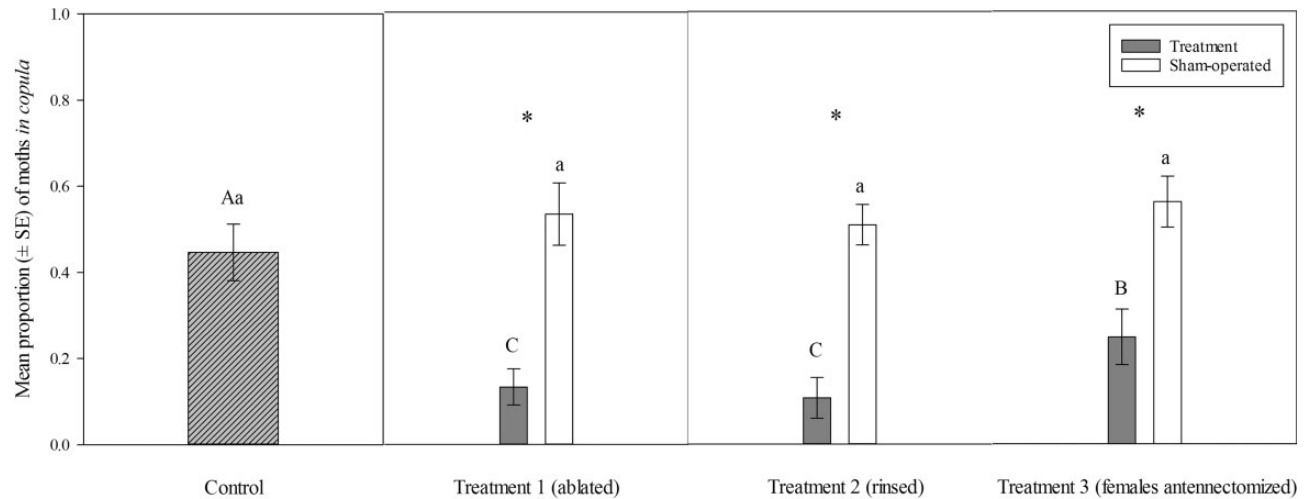 Mean proportion (± SE) of moths in copula
1.0
0.8
0.6
0.4
0.2
0.0
Treatment
Sham-operated
*
*
*
Aa
C
a
C
a
B
a
Control
Treatment 1 (ablated)
Treatment 2 (rinsed)
Treatment 3 (females antennectomized)